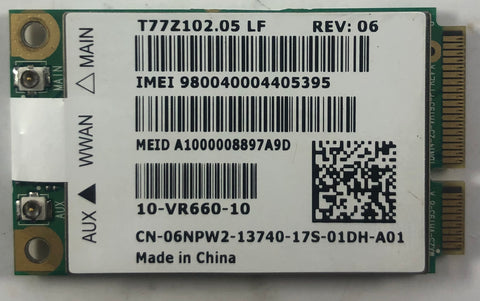 T77Z102.05 LF REV: 06
IMEI 980040004405395
MEID A1000008897A9D
10-VR660-10
CN-06NPW2-13740-17S-01DH-A01
Made in China
AUX ▲ WWAN △ MAIN
MAIN
AUX